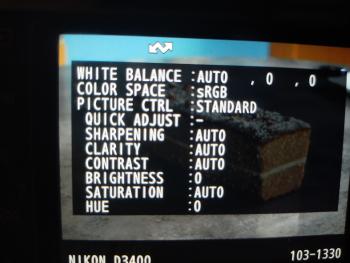 WHITE BALANCE :AUTO , 0 , 0
COLOR SPACE :sRGB
PICTURE CTRL :STANDARD
QUICK ADJUST :–
SHARPENING :AUTO
CLARITY :AUTO
CONTRAST :AUTO
BRIGHTNESS :0
SATURATION :AUTO
HUE :0
NIKON D3400 103-1330